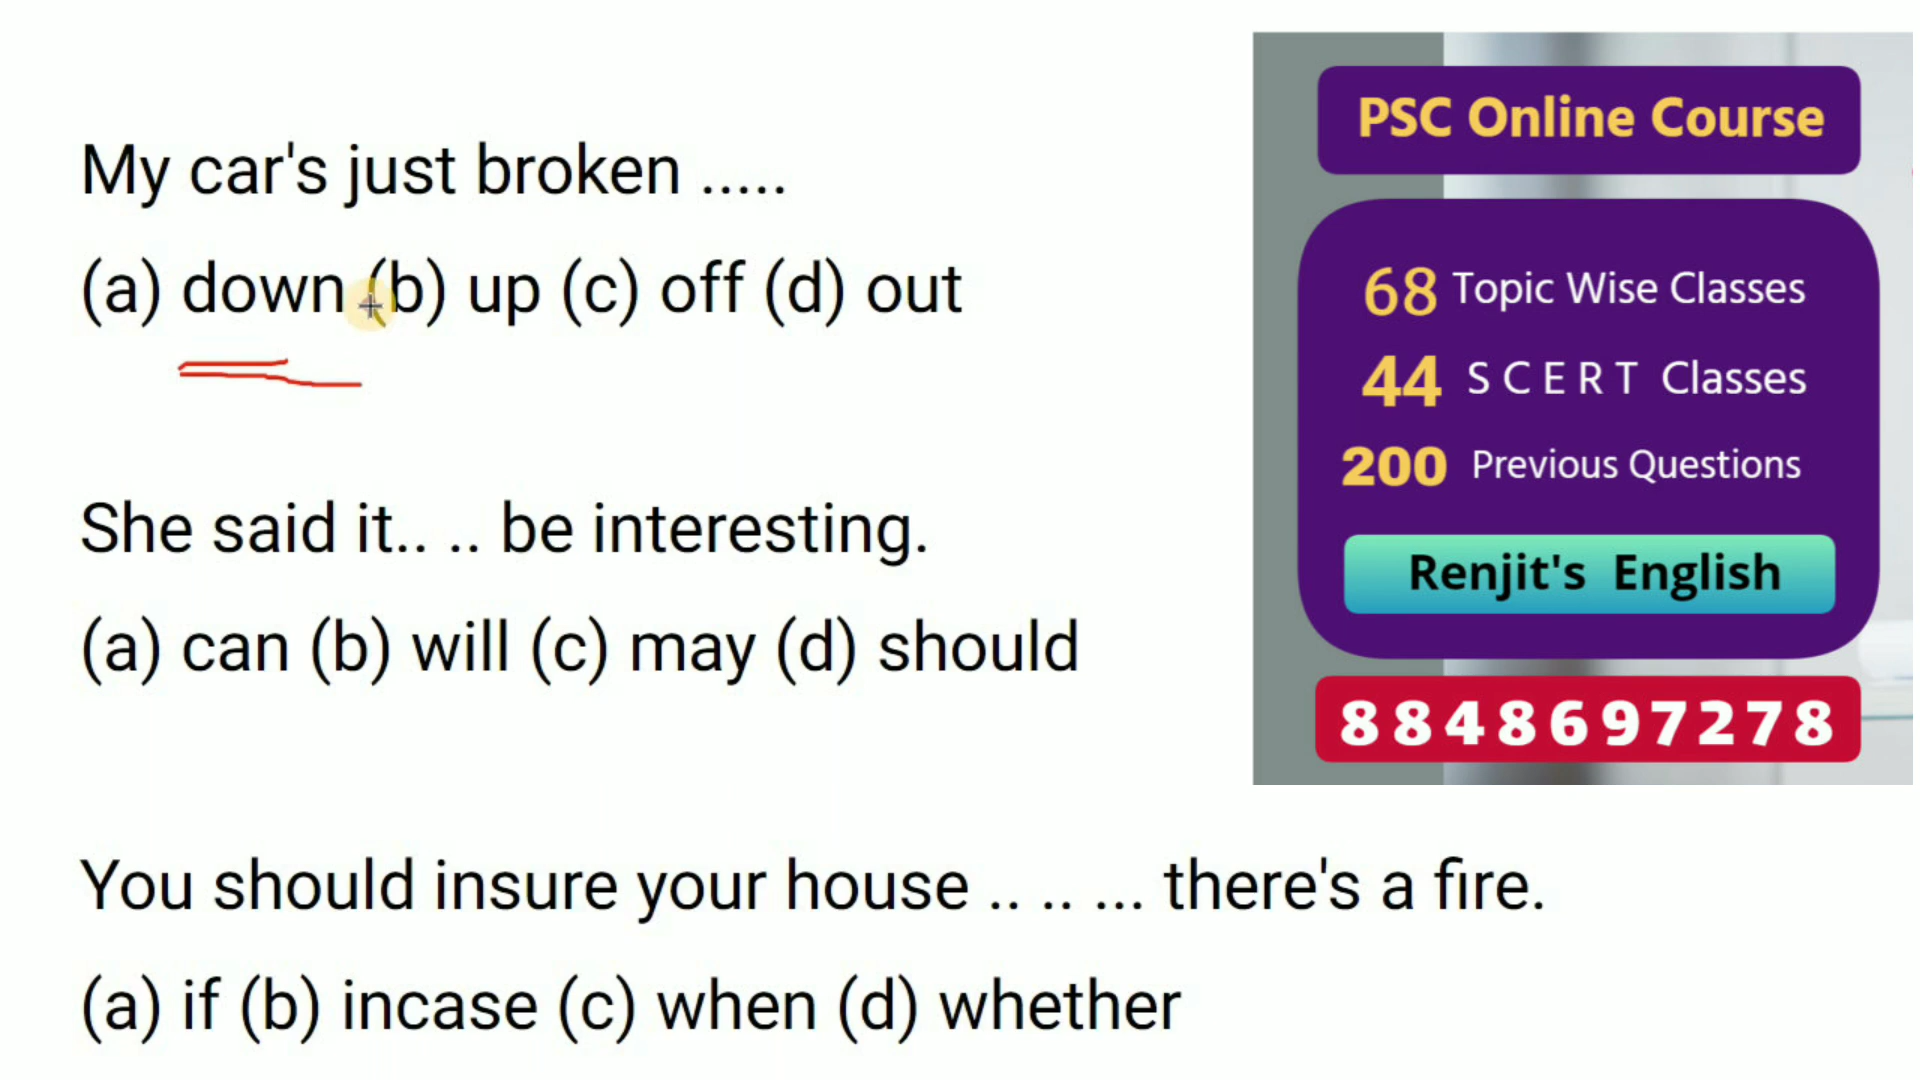 My car's just broken .....
(a) down (b) up (c) off (d) out
She said it.. .. be interesting.
(a) can (b) will (c) may (d) should
You should insure your house .. .. ... there's a fire.
(a) if (b) incase (c) when (d) whether
PSC Online Course
68 Topic Wise Classes
44 S C E R T Classes
200 Previous Questions
Renjit's English
8848697278